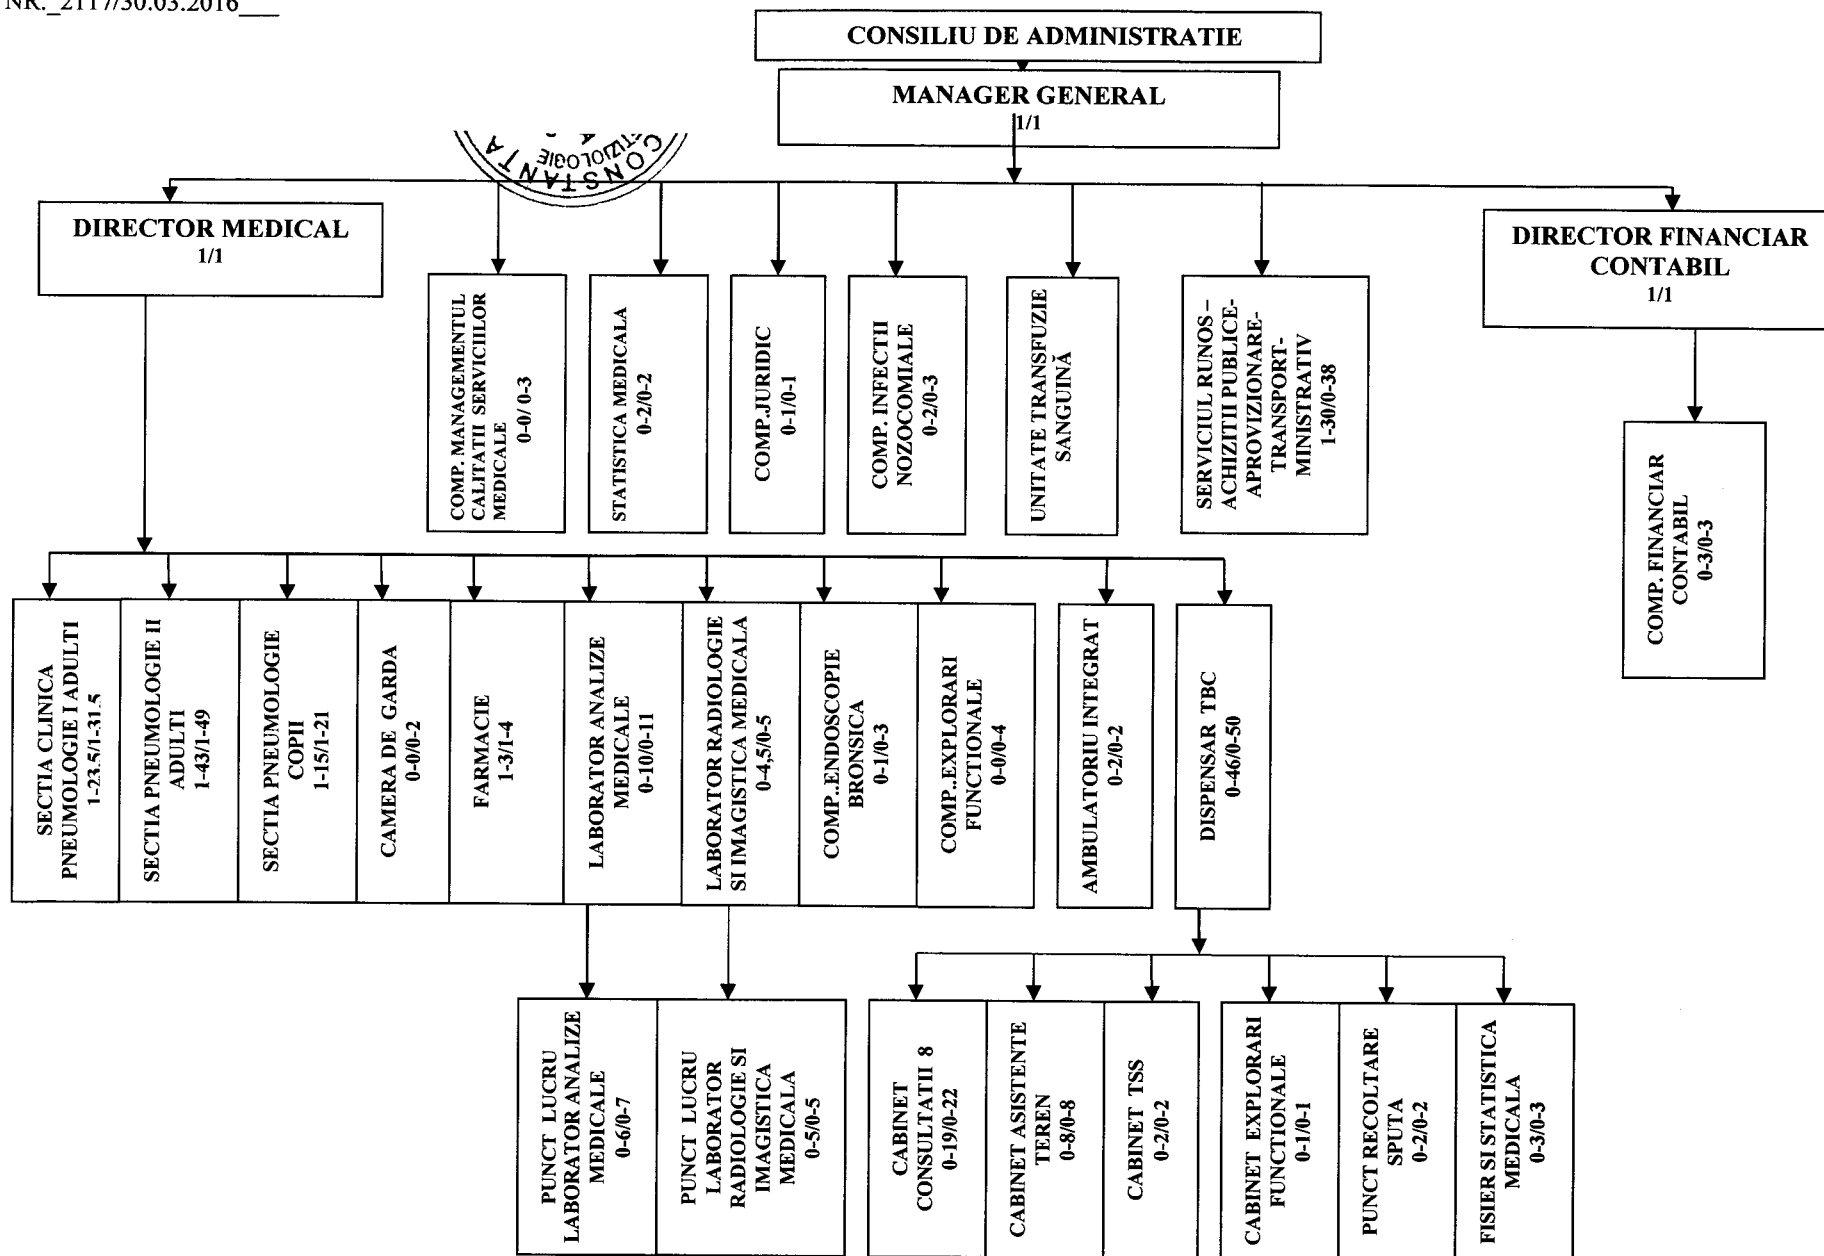 NR._2117/30.03.2016___
CONSILIU DE ADMINISTRATIE
MANAGER GENERAL
1/1
CONSTANȚA
TIZIOLOGIE
DIRECTOR MEDICAL
1/1
COMP. MANAGEMENTUL
CALITATII SERVICIILOR
MEDICALE
0-0/ 0-3
STATISTICA MEDICALA
0-2/0-2
COMP.JURIDIC
0-1/0-1
COMP. INFECTII
NOZOCOMIALE
0-2/0-3
UNITATE TRANSFUZIE
SANGUINĂ
SERVICIUL RUNOS –
ACHIZITII PUBLICE-
APROVIZIONARE-
TRANSPORT-
MINISTRATIV
1-30/0-38
DIRECTOR FINANCIAR
CONTABIL
1/1
COMP. FINANCIAR
CONTABIL
0-3/0-3
SECTIA CLINICA
PNEUMOLOGIE I ADULTI
1-23.5/1-31.5
SECTIA PNEUMOLOGIE II
ADULTI
1-43/1-49
SECTIA PNEUMOLOGIE
COPII
1-15/1-21
CAMERA DE GARDA
0-0/0-2
FARMACIE
1-3/1-4
LABORATOR ANALIZE
MEDICALE
0-10/0-11
LABORATOR RADIOLOGIE
SI IMAGISTICA MEDICALA
0-4,5/0-5
COMP..ENDOSCOPIE
BRONSICA
0-1/0-3
COMP..EXPLORARI
FUNCTIONALE
0-0/0-4
AMBULATORIU INTEGRAT
0-2/0-2
DISPENSAR TBC
0-46/0-50
PUNCT LUCRU
LABORATOR ANALIZE
MEDICALE
0-6/0-7
PUNCT LUCRU
LABORATOR
RADIOLOGIE SI
IMAGISTICA
MEDICALA
0-5/0-5
CABINET
CONSULTATII 8
0-19/0-22
CABINET ASISTENTE
TEREN
0-8/0-8
CABINET TSS
0-2/0-2
CABINET EXPLORARI
FUNCTIONALE
0-1/0-1
PUNCT RECOLTARE
SPUTA
0-2/0-2
FISIER SI STATISTICA
MEDICALA
0-3/0-3